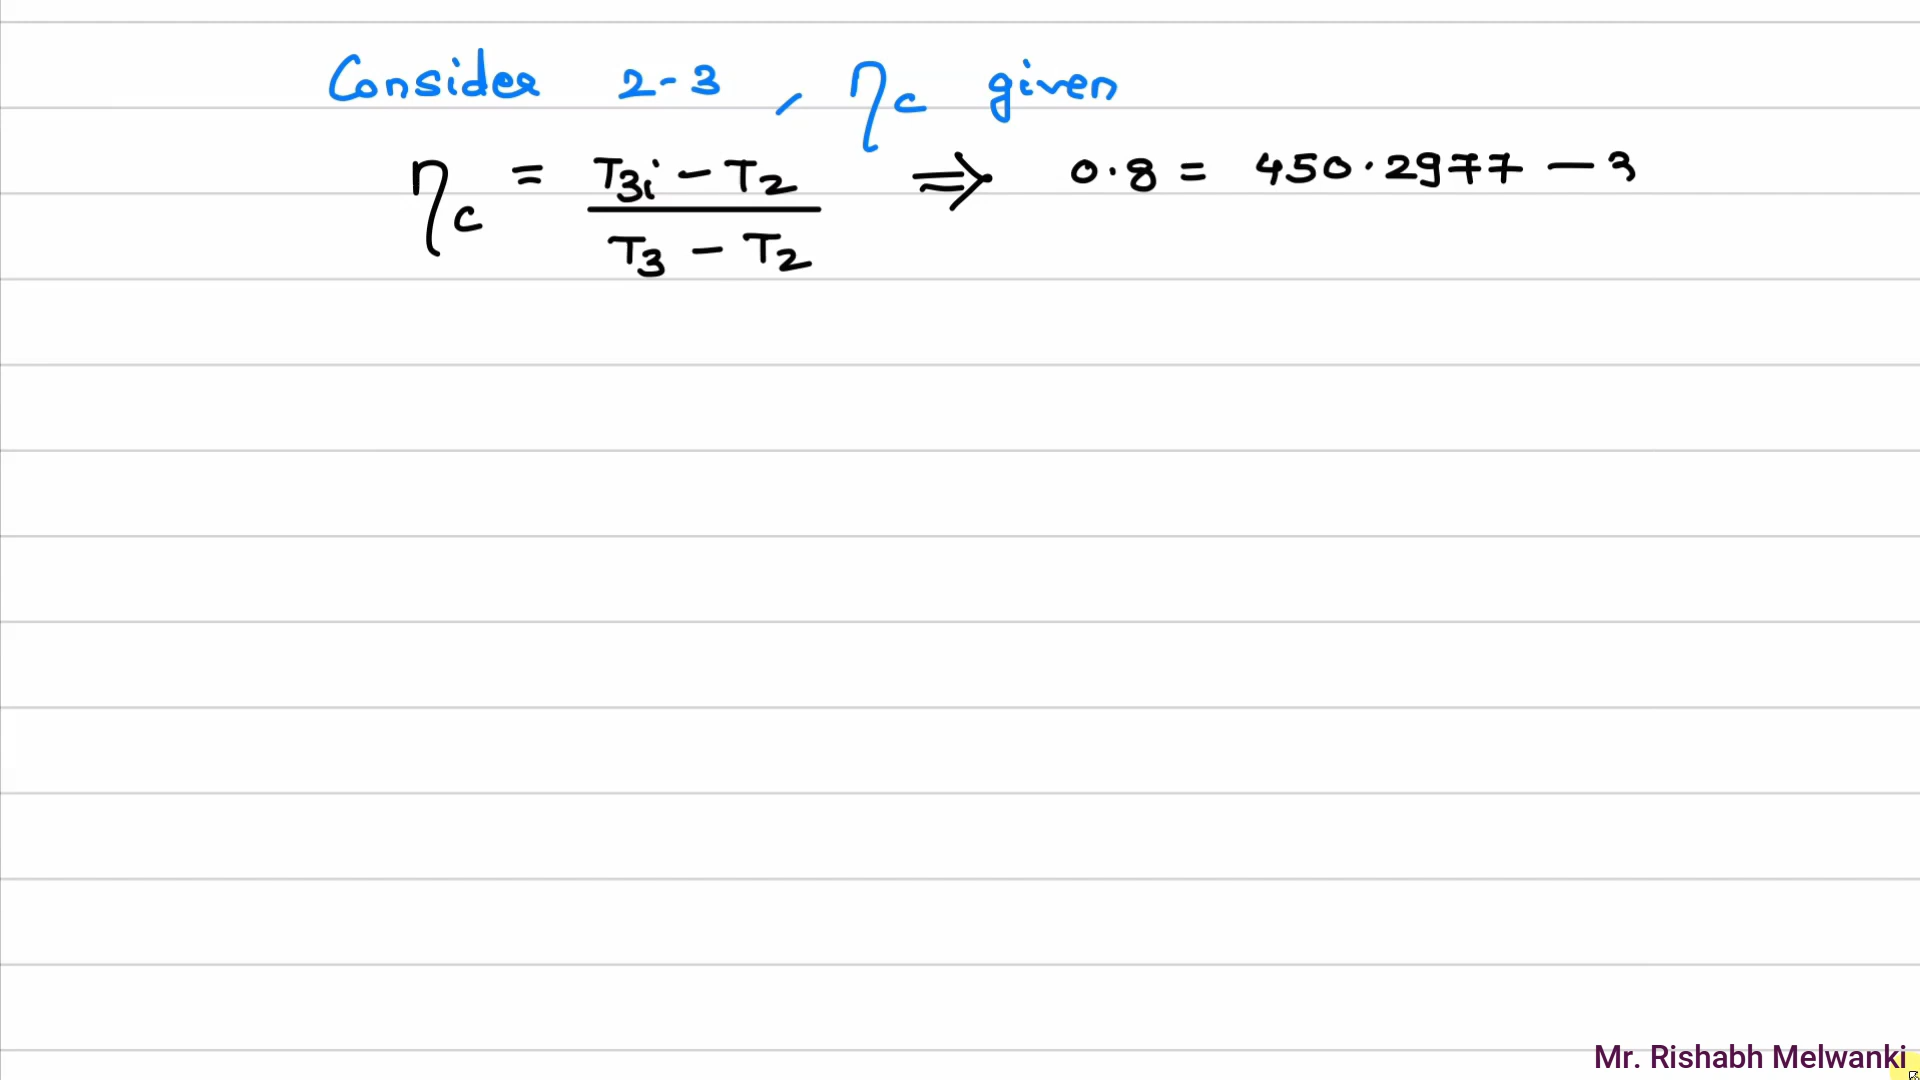 Consider 2-3, ηc given
ηc = T3i - T2 / T3 - T2 ⇒ 0.8 = 450.2977 - 3
Mr. Rishabh Melwanki